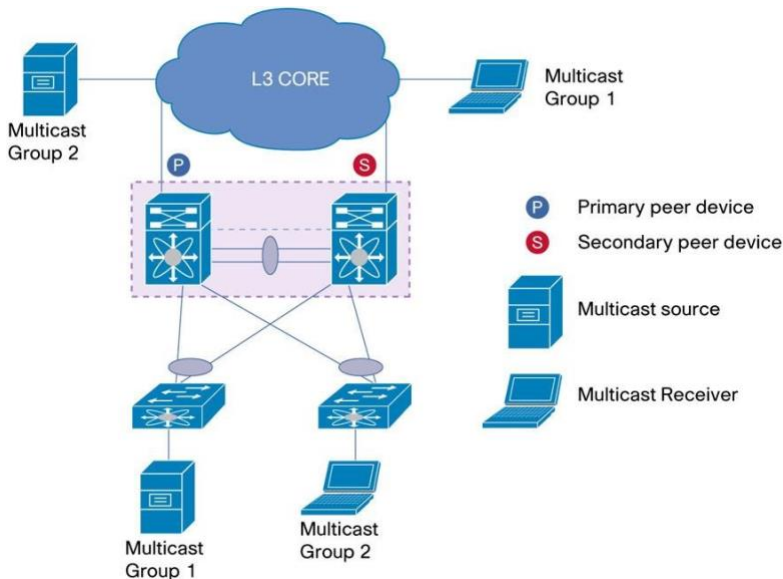 L3 CORE
Multicast
Group 2
Multicast
Group 1
P
S
P Primary peer device
S Secondary peer device
Multicast source
Multicast Receiver
Multicast
Group 1
Multicast
Group 2